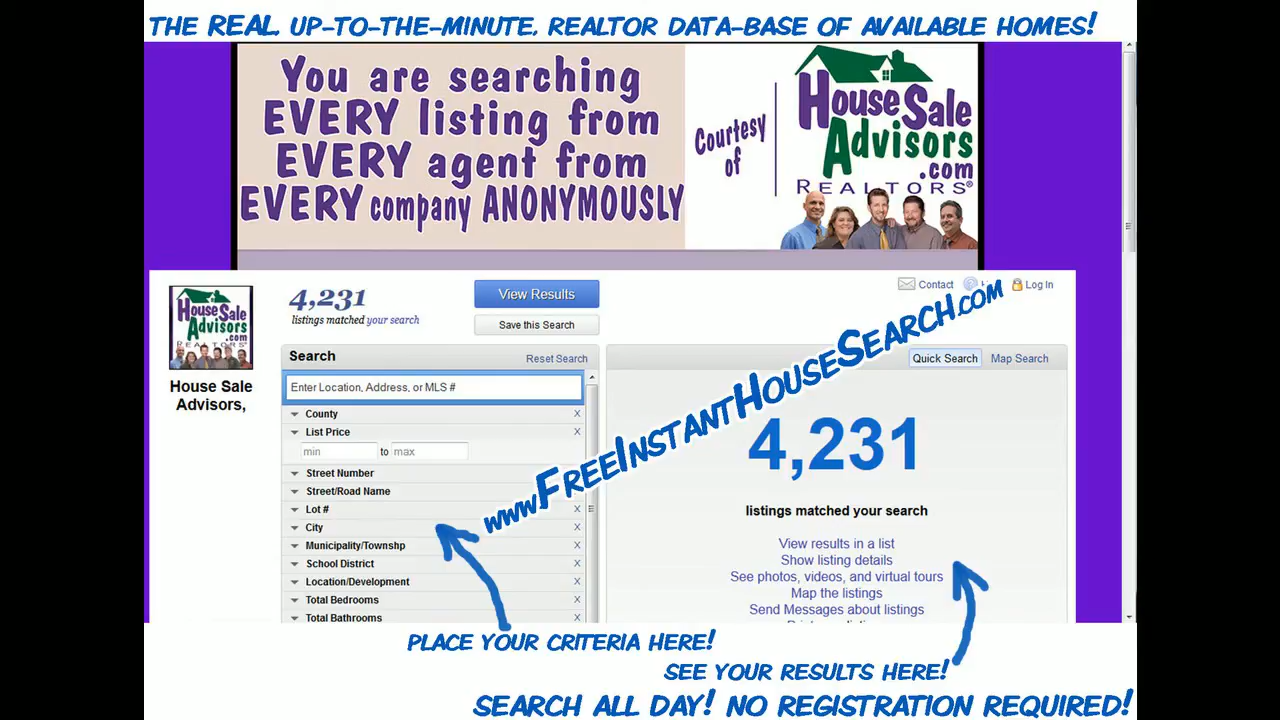 THE REAL, UP-TO-THE-MINUTE, REALTOR DATA-BASE OF AVAILABLE HOMES!
You are searching
EVERY listing from
EVERY agent from
EVERY company ANONYMOUSLY
Courtesy
of
HouseSale
Advisors
.com
REALTORS®
4,231
listings matched your search
View Results
Save this Search
Contact
Log In
HouseSale
Advisors
.com
REALTORS
House Sale
Advisors,
Search
Reset Search
Enter Location, Address, or MLS #
County X
List Price X
min to max
Street Number
Street/Road Name
Lot # X
City
Municipality/Townshp X
School District X
Location/Development X
Total Bedrooms X
Total Bathrooms X
www.FreeInstantHouseSearch.com
Quick Search Map Search
4,231
listings matched your search
View results in a list
Show listing details
See photos, videos, and virtual tours
Map the listings
Send Messages about listings
PLACE YOUR CRITERIA HERE!
SEE YOUR RESULTS HERE!
SEARCH ALL DAY! NO REGISTRATION REQUIRED!